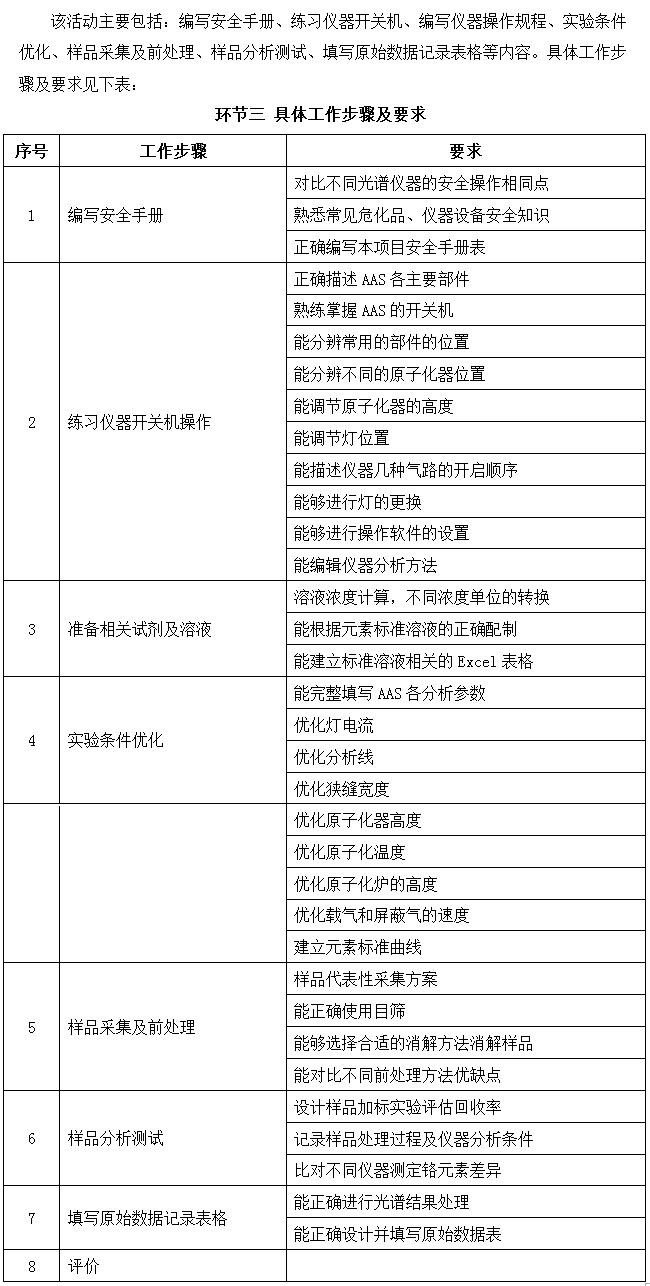 该活动主要包括：编写安全手册、练习仪器开关机、编写仪器操作规程、实验条件
优化、样品采集及前处理、样品分析测试、填写原始数据记录表格等内容。具体工作步
骤及要求见下表：
环节三 具体工作步骤及要求
序号 工作步骤 要求
对比不同光谱仪器的安全操作相同点
1 编写安全手册 熟悉常见危化品、仪器设备安全知识
正确编写本项目安全手册表
正确描述 AAS 各主要部件
熟练掌握 AAS 的开关机
能分辨常用的部件的位置
能分辨不同的原子化器位置
能调节原子化器的高度
2 练习仪器开关机操作
能调节灯位置
能描述仪器几种气路的开启顺序
能够进行灯的更换
能够进行操作软件的设置
能编辑仪器分析方法
溶液浓度计算，不同浓度单位的转换
3 准备相关试剂及溶液 能根据元素标准溶液的正确配制
能建立标准溶液相关的 Excel 表格
能完整填写 AAS 各分析参数
优化灯电流
4 实验条件优化
优化分析线
优化狭缝宽度
优化原子化器高度
优化原子化温度
优化原子化炉的高度
优化载气和屏蔽气的速度
建立元素标准曲线
样品代表性采集方案
能正确使用目筛
5 样品采集及前处理
能够选择合适的消解方法消解样品
能对比不同前处理方法优缺点
设计样品加标实验评估回收率
6 样品分析测试 记录样品处理过程及仪器分析条件
比对不同仪器测定铬元素差异
能正确进行光谱结果处理
7 填写原始数据记录表格
能正确设计并填写原始数据表
8 评价